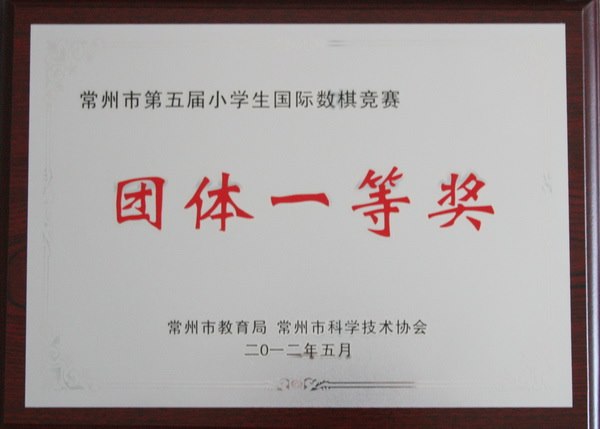 常州市第五届小学生国际数棋竞赛
团体一等奖
常州市教育局 常州市科学技术协会
二〇一二年五月